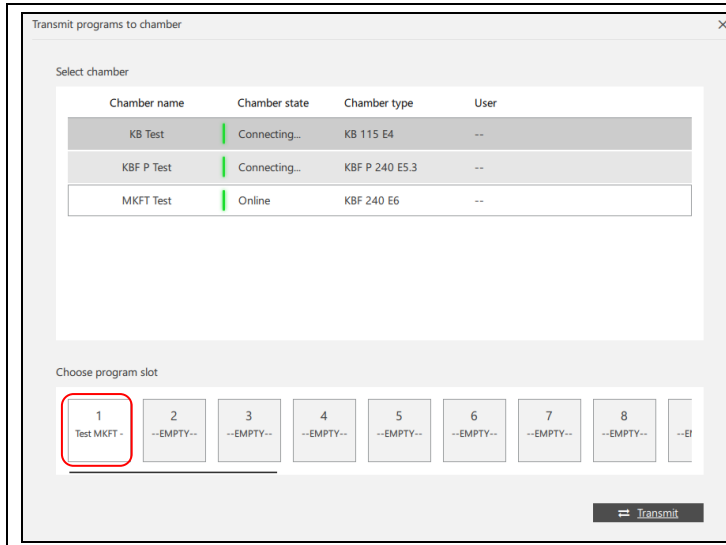 Transmit programs to chamber
Select chamber
Chamber name Chamber state Chamber type User
KB Test Connecting... KB 115 E4 --
KBF P Test Connecting... KBF P 240 E5.3 --
MKFT Test Online KBF 240 E6 --
Choose program slot
1 2 3 4 5 6 7 8
Test MKFT - --EMPTY-- --EMPTY-- --EMPTY-- --EMPTY-- --EMPTY-- --EMPTY-- --EMPTY--
Transmit